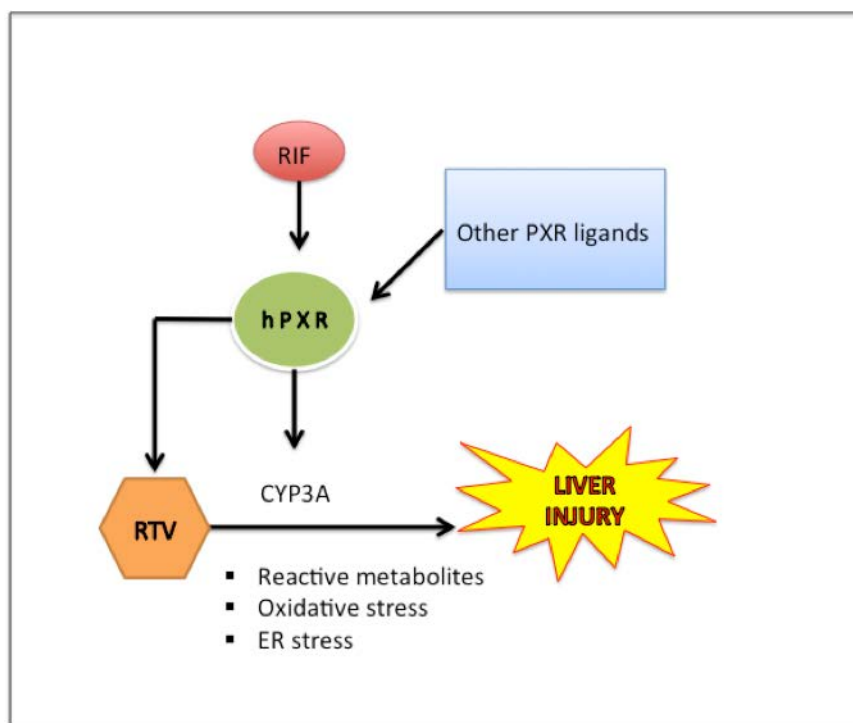 RIF
Other PXR ligands
hPXR
CYP3A
RTV
LIVER
INJURY
▪ Reactive metabolites
▪ Oxidative stress
▪ ER stress